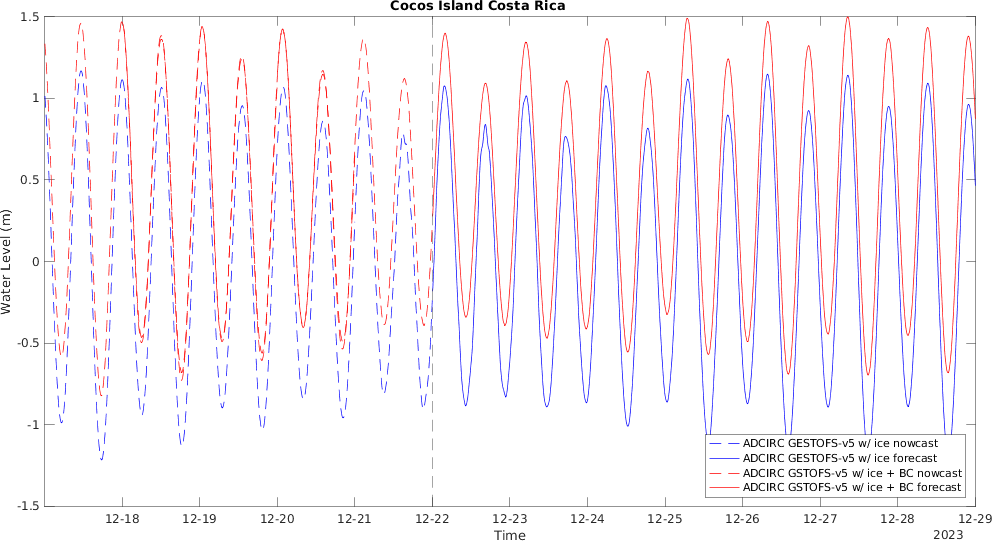 Cocos Island Costa Rica
1.5
1
0.5
0
-0.5
-1
-1.5
Water Level (m)
ADCIRC GESTOFS-v5 w/ ice nowcast
ADCIRC GESTOFS-v5 w/ ice forecast
ADCIRC GSTOFS-v5 w/ ice + BC nowcast
ADCIRC GSTOFS-v5 w/ ice + BC forecast
12-18 12-19 12-20 12-21 12-22 12-23 12-24 12-25 12-26 12-27 12-28 12-29
Time
2023